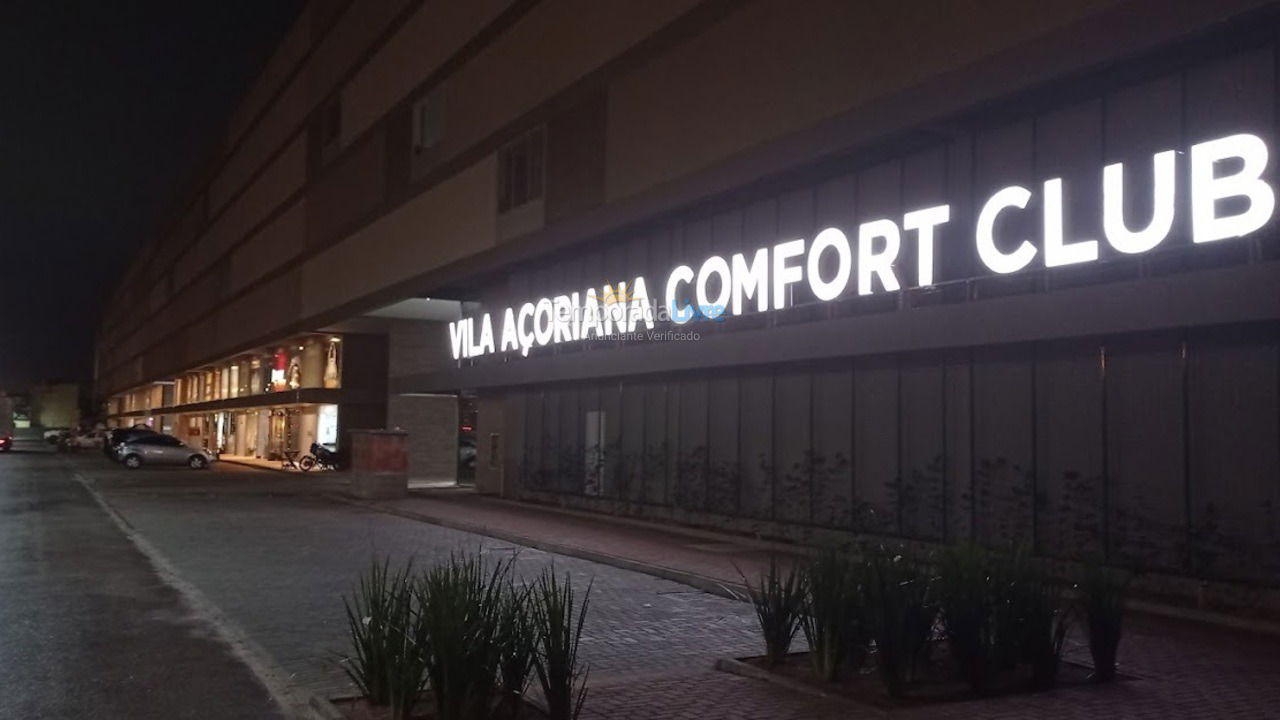 VILA AÇORIANA COMFORT CLUB
TemporadaLivre
Anunciante Verificado